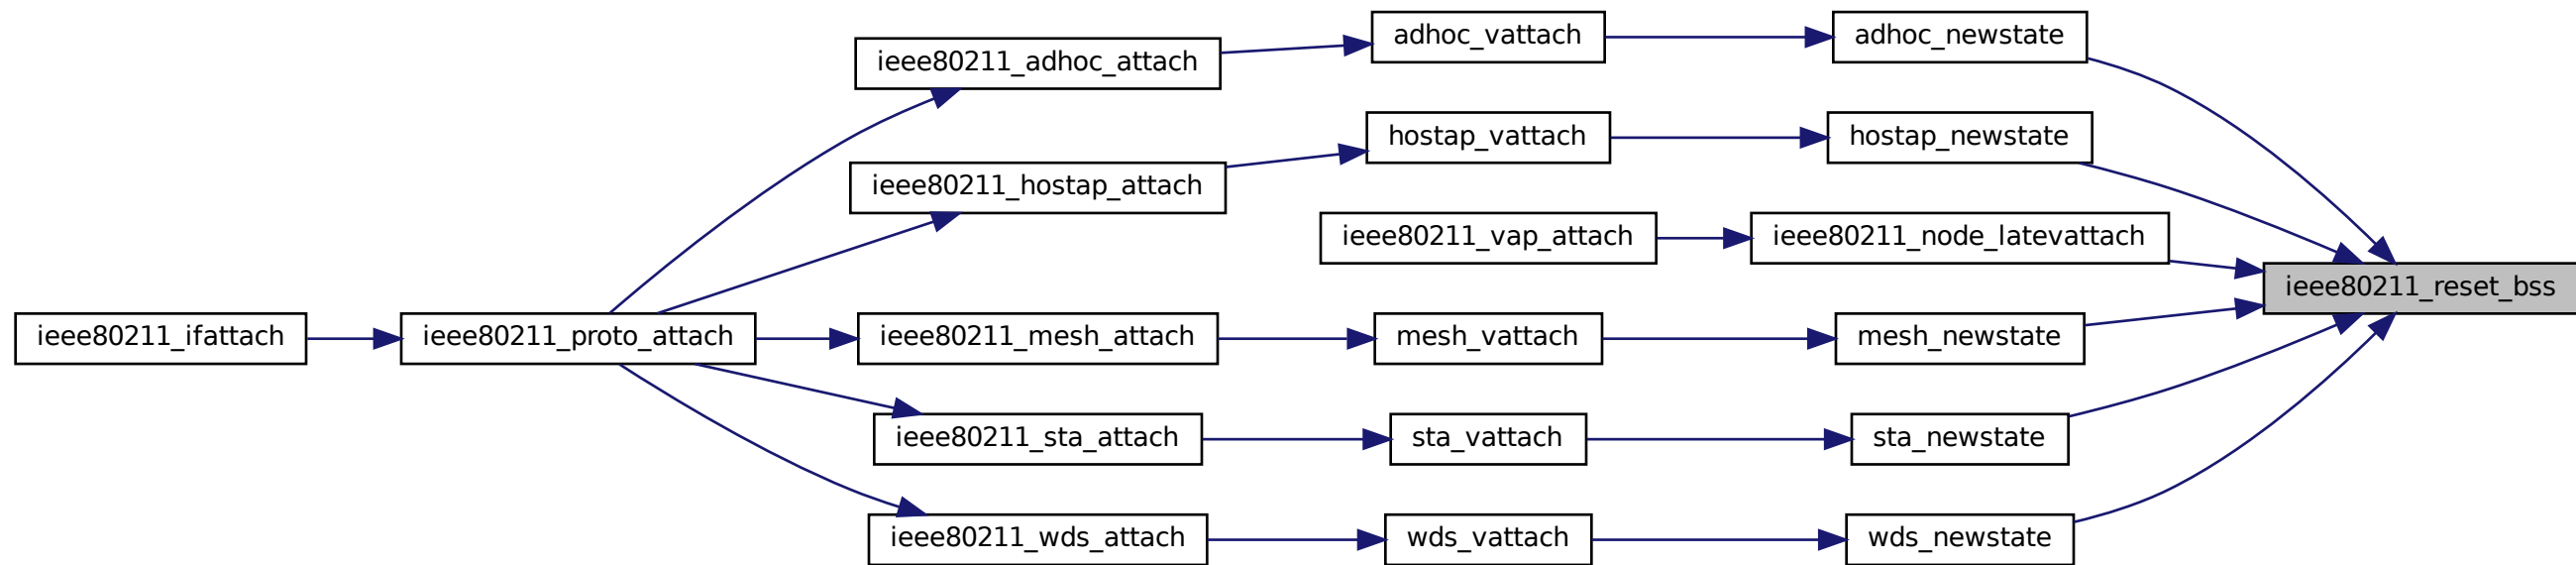 adhoc_vattach
adhoc_newstate
ieee80211_adhoc_attach
hostap_vattach
hostap_newstate
ieee80211_hostap_attach
ieee80211_vap_attach
ieee80211_node_latevattach
ieee80211_reset_bss
ieee80211_ifattach
ieee80211_proto_attach
ieee80211_mesh_attach
mesh_vattach
mesh_newstate
ieee80211_sta_attach
sta_vattach
sta_newstate
ieee80211_wds_attach
wds_vattach
wds_newstate